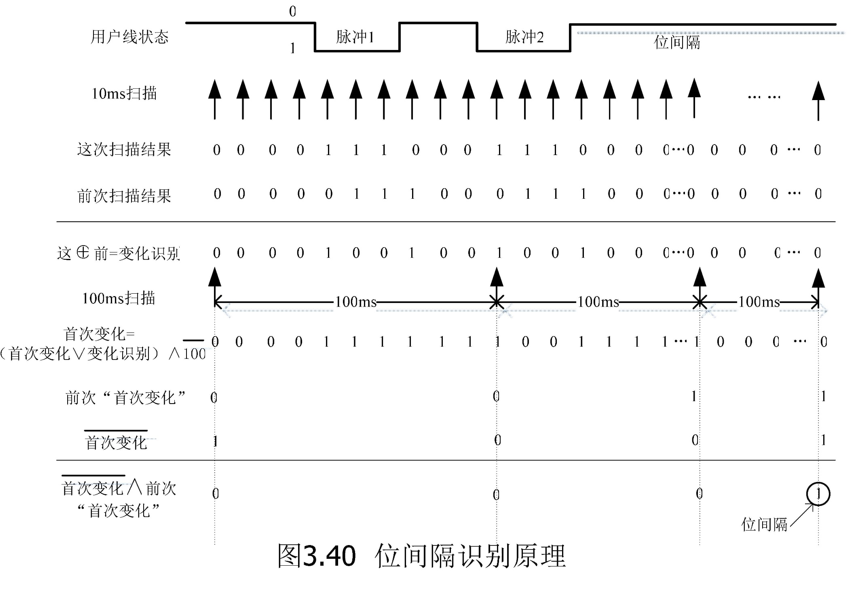 0
用户线状态 脉冲1 脉冲2
1 位间隔
10ms扫描 … …
这次扫描结果 0 0 0 0 1 1 1 0 0 0 1 1 1 0 0 0 0…0 0 0 0 … 0
前次扫描结果 0 0 0 0 0 1 1 1 0 0 0 1 1 1 0 0 0…0 0 0 0 … 0
这⊕前=变化识别 0 0 0 0 1 0 0 1 0 0 1 0 0 1 0 0 0…0 0 0 0 … 0
100ms扫描 100ms 100ms 100ms
首次变化=
(首次变化∨变化识别)∧100 0 0 0 0 1 1 1 1 1 1 1 0 0 1 1 1 1…1 0 0 0 … 0
前次“首次变化” 0 0 1 1
首次变化 1 0 0 1
首次变化∧前次 0 0 0 1
“首次变化”
位间隔
图3.40 位间隔识别原理